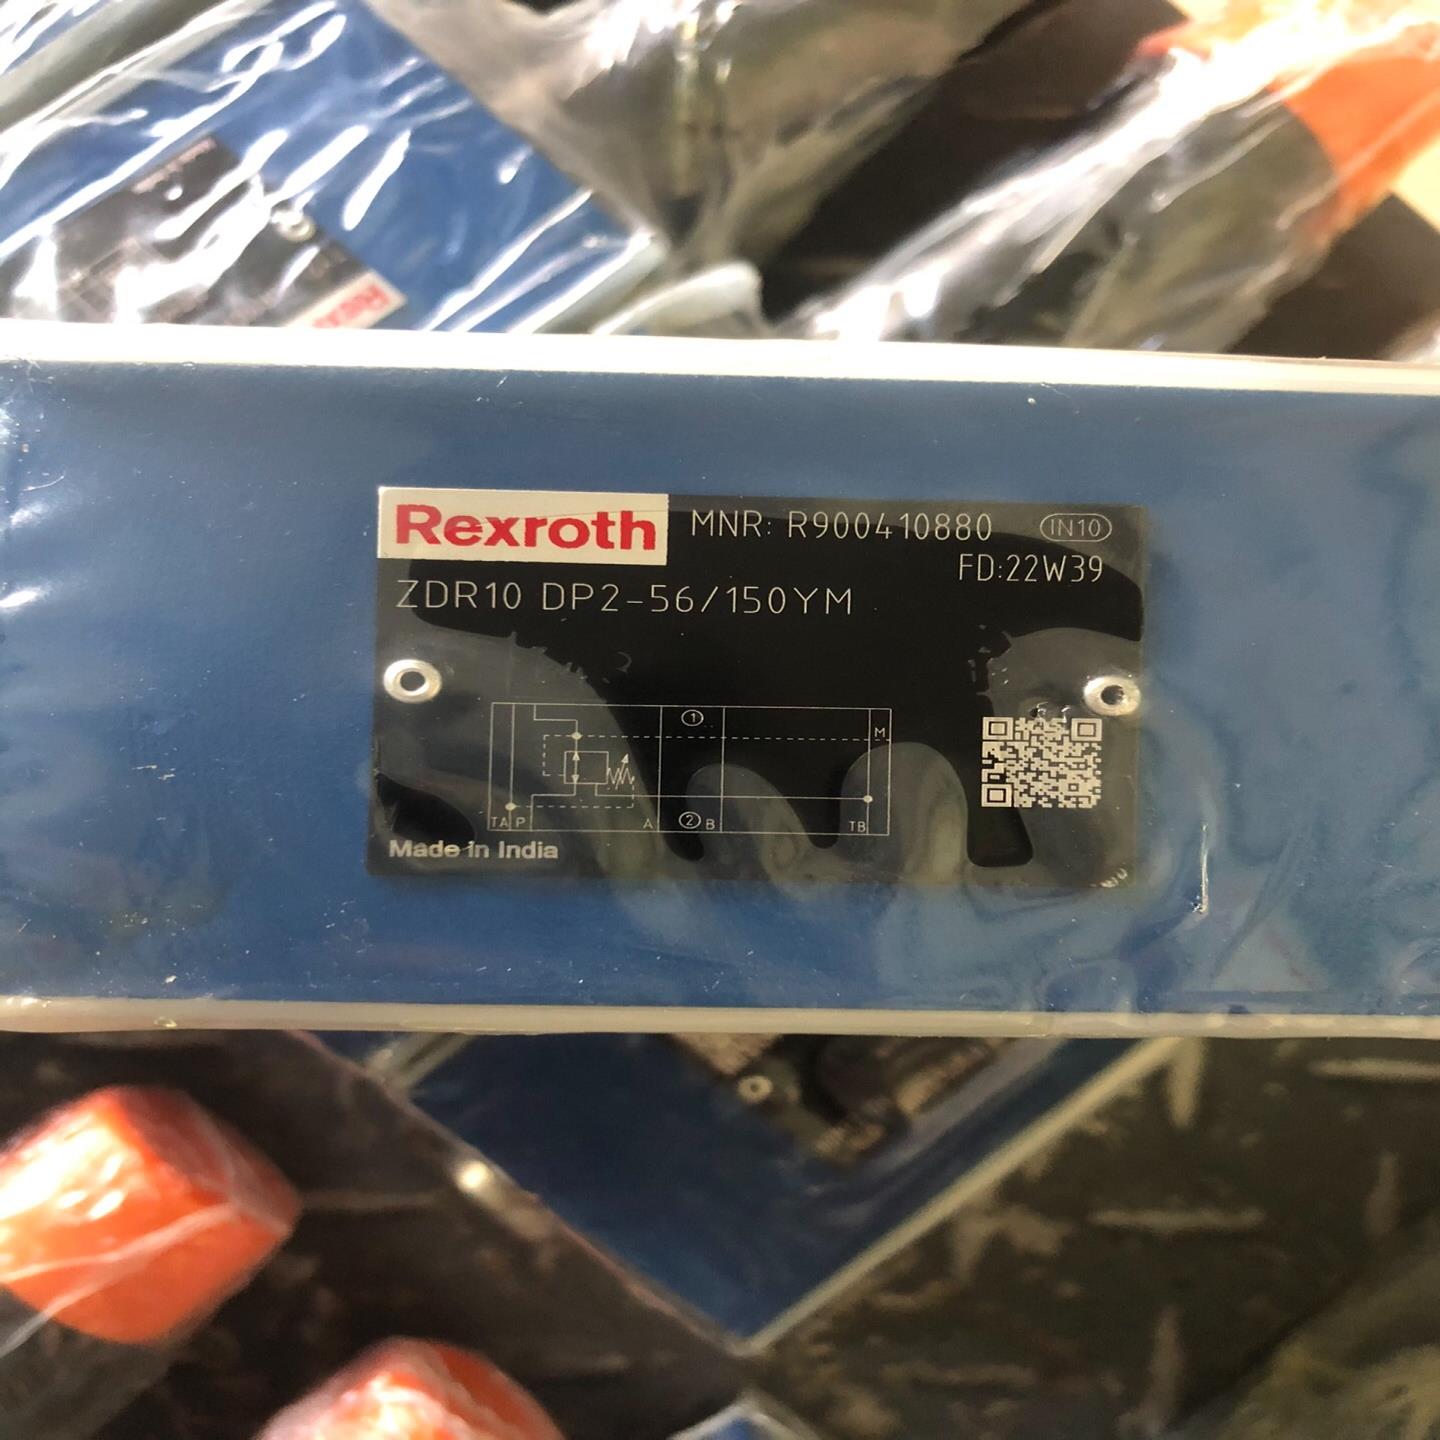 Rexroth MNR: R900410880 IN10
FD:22W39
ZDR10 DP2-56/150YM
1
M
TA P A 2 B TB
Made in India